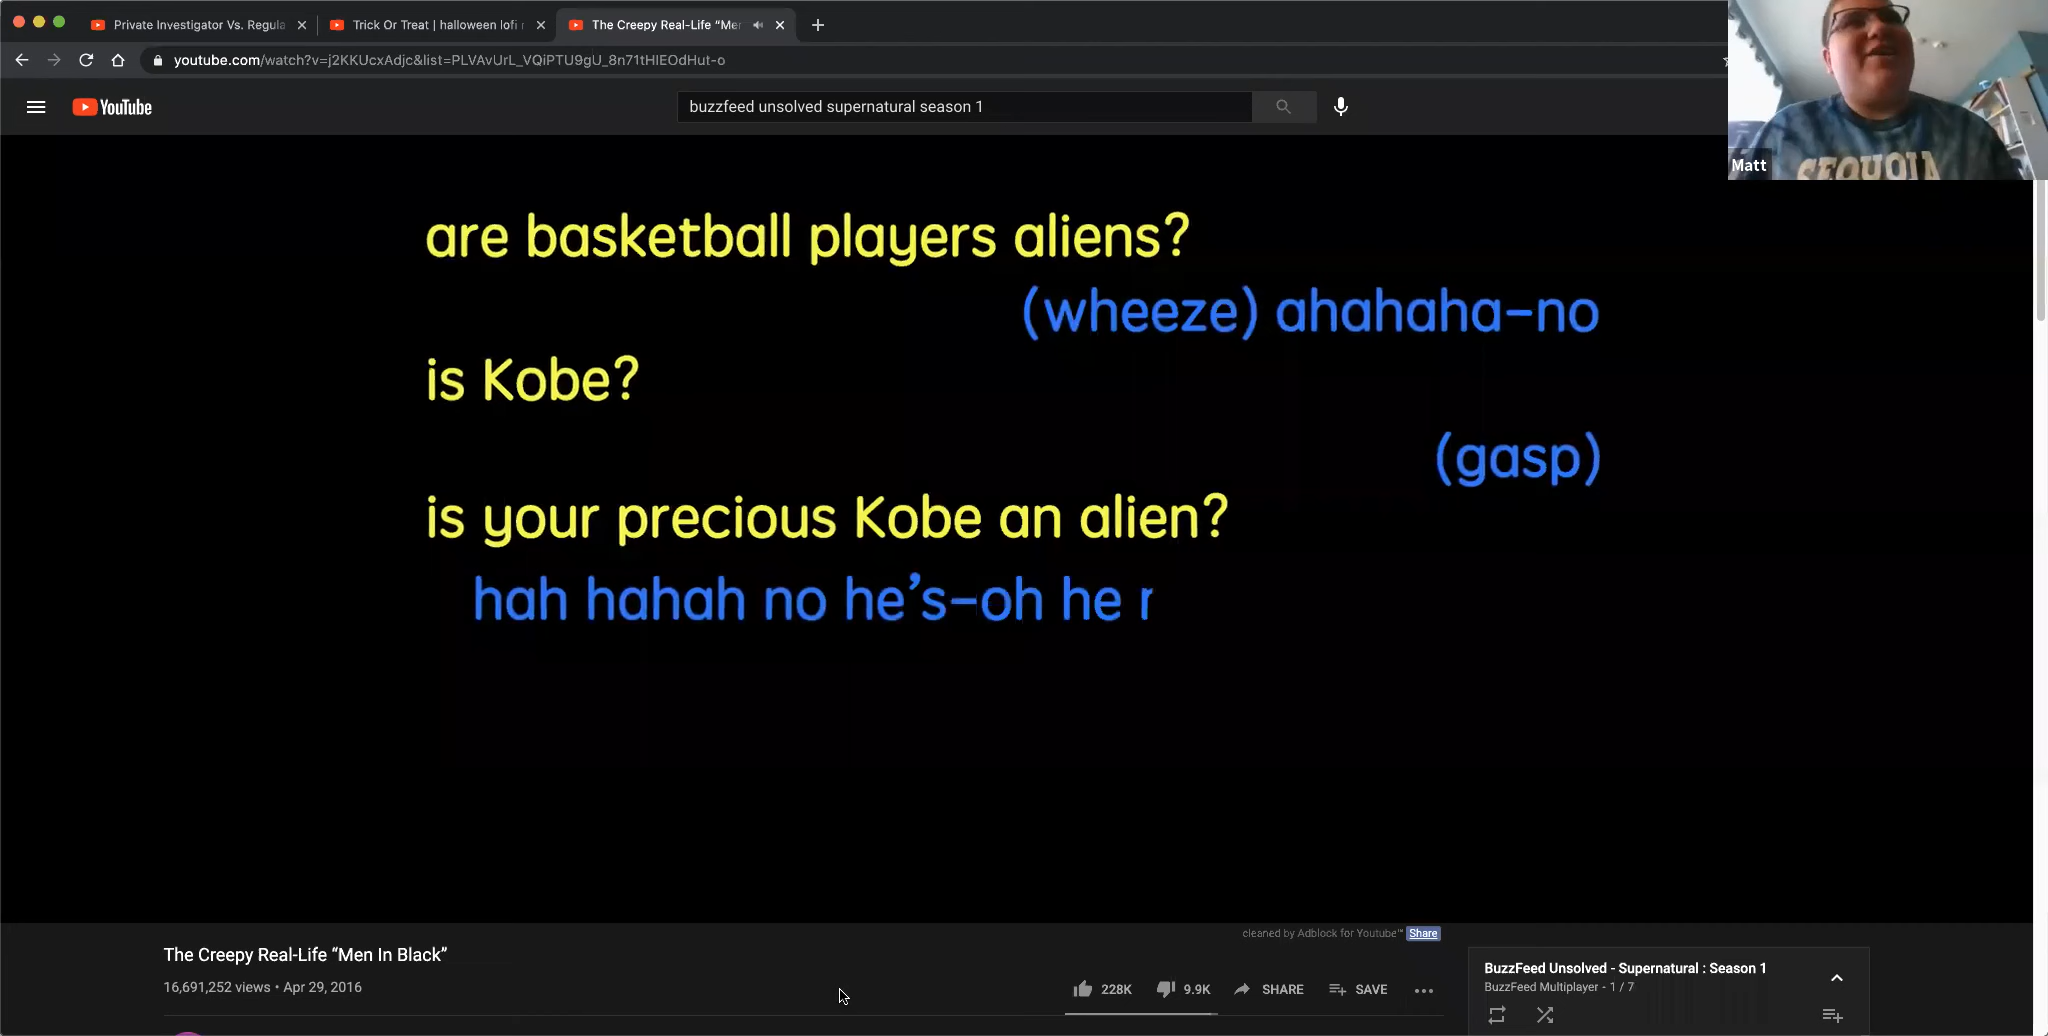 Private Investigator Vs. Regula
Trick Or Treat | halloween lofi r
The Creepy Real-Life “Mer
youtube.com/watch?v=j2KKUcxAdjc&list=PLVAvUrL_VQiPTU9gU_8n71tHIEOdHut-o
YouTube
buzzfeed unsolved supernatural season 1
SEQUOIA
Matt
are basketball players aliens?
(wheeze) ahahaha–no
is Kobe?
(gasp)
is your precious Kobe an alien?
hah hahah no he’s–oh he r
cleaned by Adblock for Youtube™ Share
The Creepy Real-Life “Men In Black”
16,691,252 views • Apr 29, 2016
228K 9.9K SHARE SAVE
BuzzFeed Unsolved - Supernatural : Season 1
BuzzFeed Multiplayer - 1 / 7